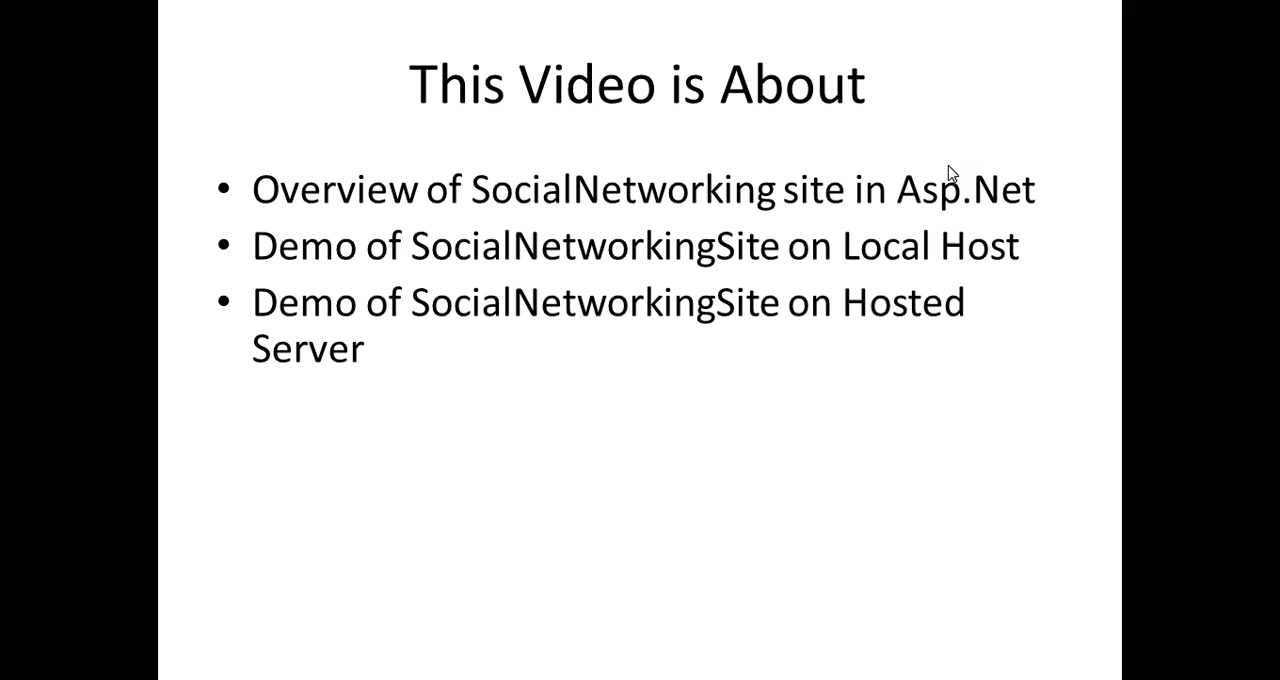 This Video is About
• Overview of SocialNetworking site in Asp.Net
• Demo of SocialNetworkingSite on Local Host
• Demo of SocialNetworkingSite on Hosted
Server